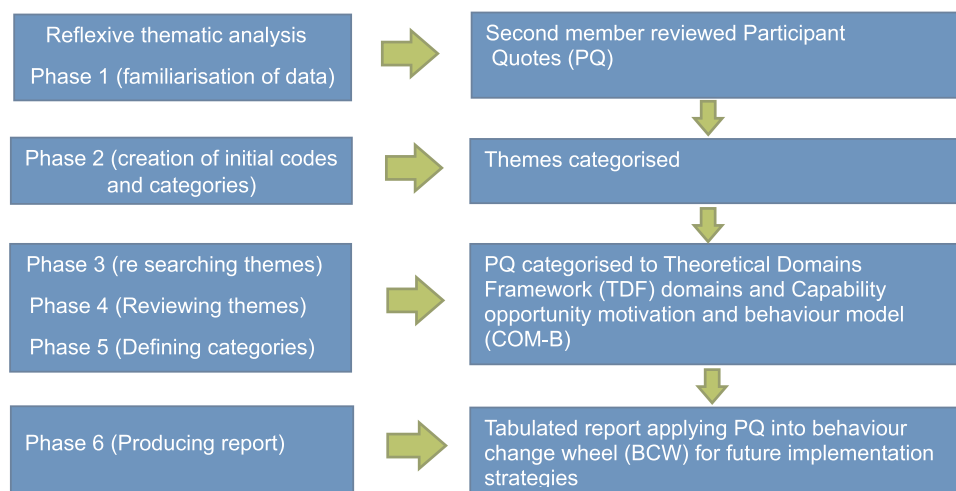 Reflexive thematic analysis
Phase 1 (familiarisation of data)
Second member reviewed Participant
Quotes (PQ)
Phase 2 (creation of initial codes
and categories)
Themes categorised
Phase 3 (re searching themes)
Phase 4 (Reviewing themes)
Phase 5 (Defining categories)
PQ categorised to Theoretical Domains
Framework (TDF) domains and Capability
opportunity motivation and behaviour model
(COM-B)
Phase 6 (Producing report)
Tabulated report applying PQ into behaviour
change wheel (BCW) for future implementation
strategies